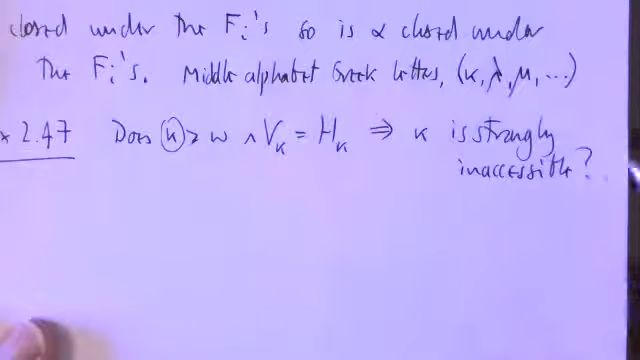 closed under the Fᵢ's so is α closed under
the Fᵢ's. Middle alphabet Greek letters, (κ, λ, μ, ...)
* 2.47 Does κ > ω ∧ V_κ = H_κ ⇒ κ is strongly
inaccessible?